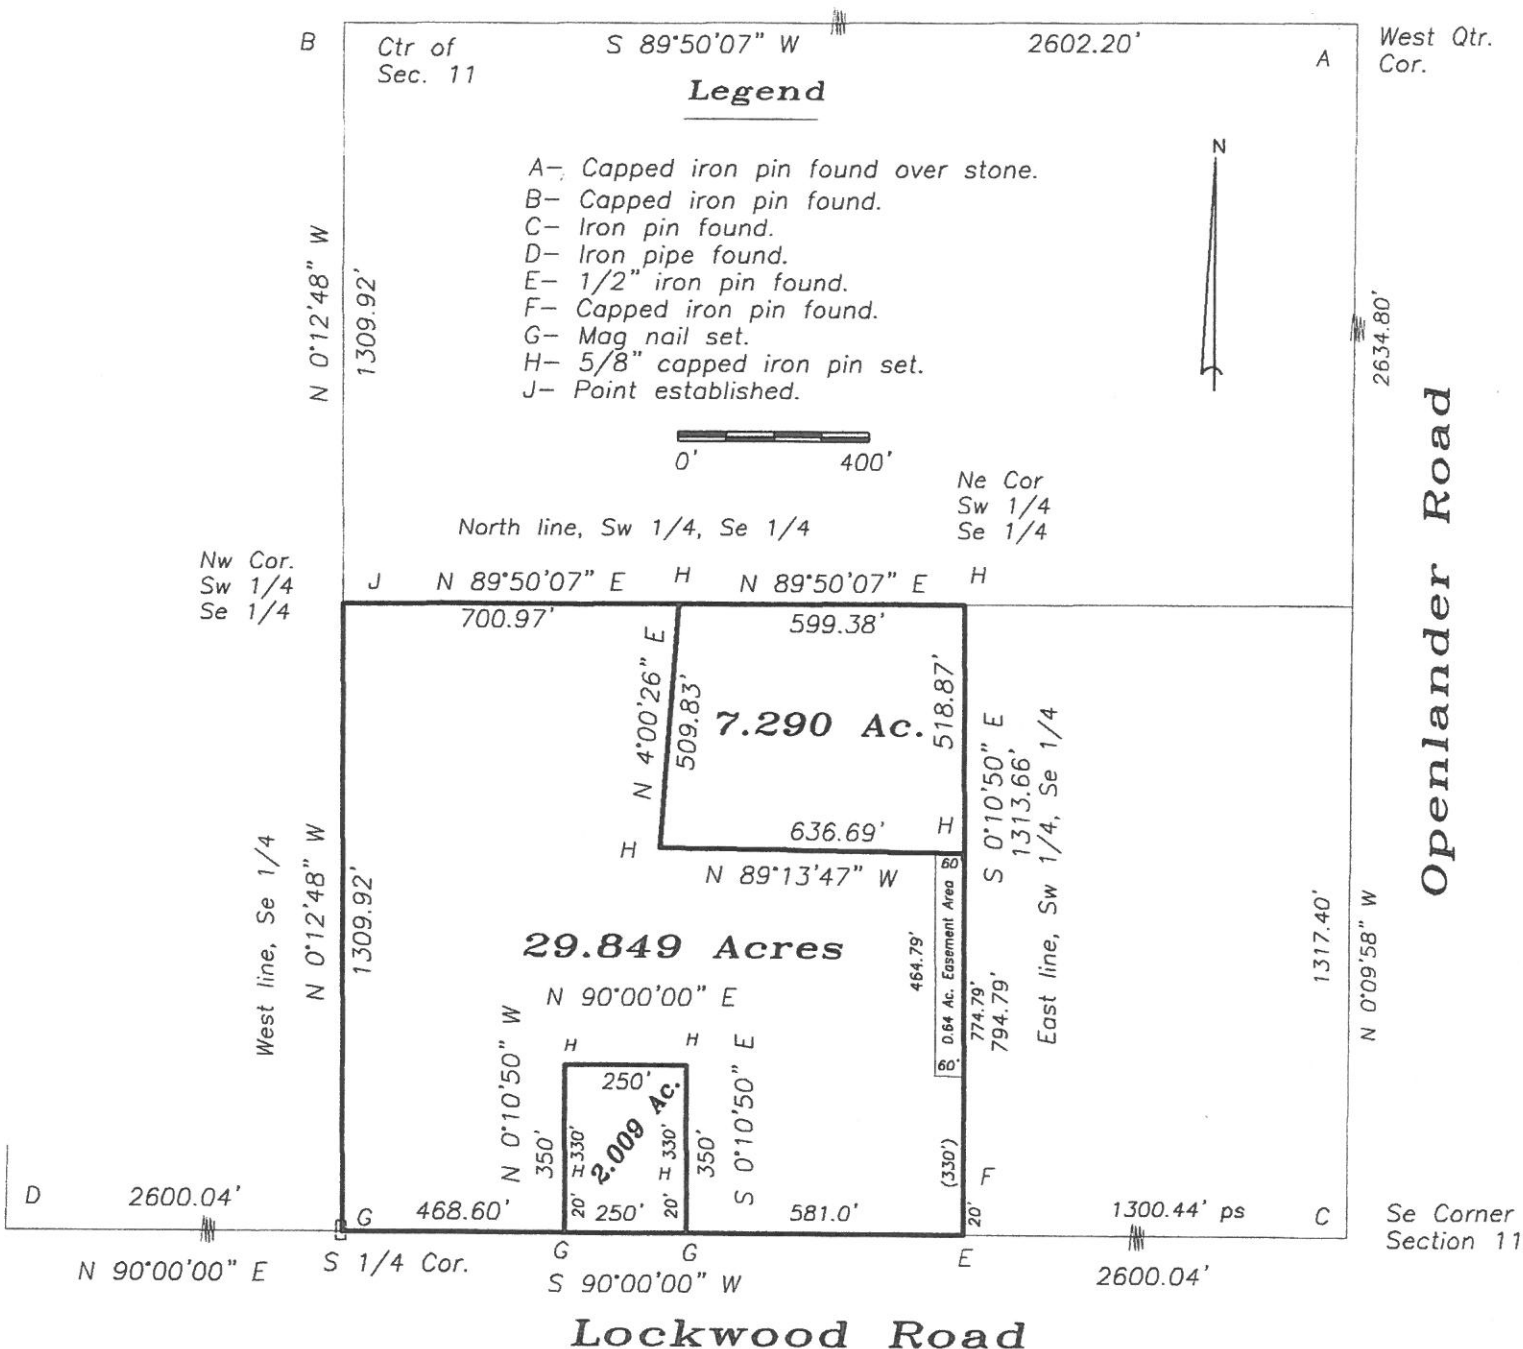 B
Ctr of
Sec. 11
S 89°50'07" W
2602.20'
A
West Qtr.
Cor.
Legend
N
A- Capped iron pin found over stone.
B- Capped iron pin found.
C- Iron pin found.
D- Iron pipe found.
E- 1/2" iron pin found.
F- Capped iron pin found.
G- Mag nail set.
H- 5/8" capped iron pin set.
J- Point established.
N 0°12'48" W
1309.92'
2634.80'
Openlander Road
0'
400'
Ne Cor
Sw 1/4
Se 1/4
North line, Sw 1/4, Se 1/4
Nw Cor.
Sw 1/4
Se 1/4
J
N 89°50'07" E
H
N 89°50'07" E
H
700.97'
599.38'
N 4°00'26" E
509.83'
7.290 Ac.
518.87'
S 0°10'50" E
1313.66'
East line, Sw 1/4, Se 1/4
H
636.69'
H
N 89°13'47" W
West line, Se 1/4
N 0°12'48" W
1309.92'
29.849 Acres
60'
0.64 Ac. Easement Area
464.79'
60'
774.79'
794.79'
1317.40'
N 0°09'58" W
N 90°00'00" E
N 0°10'50" W
350'
H
H
250'
2.009 Ac.
H 330'
H 330'
20'
20'
350'
S 0°10'50" E
(330')
F
20'
D
2600.04'
G
468.60'
250'
581.0'
1300.44' ps
C
Se Corner
Section 11
N 90°00'00" E
S 1/4 Cor.
G
G
E
S 90°00'00" W
2600.04'
Lockwood Road